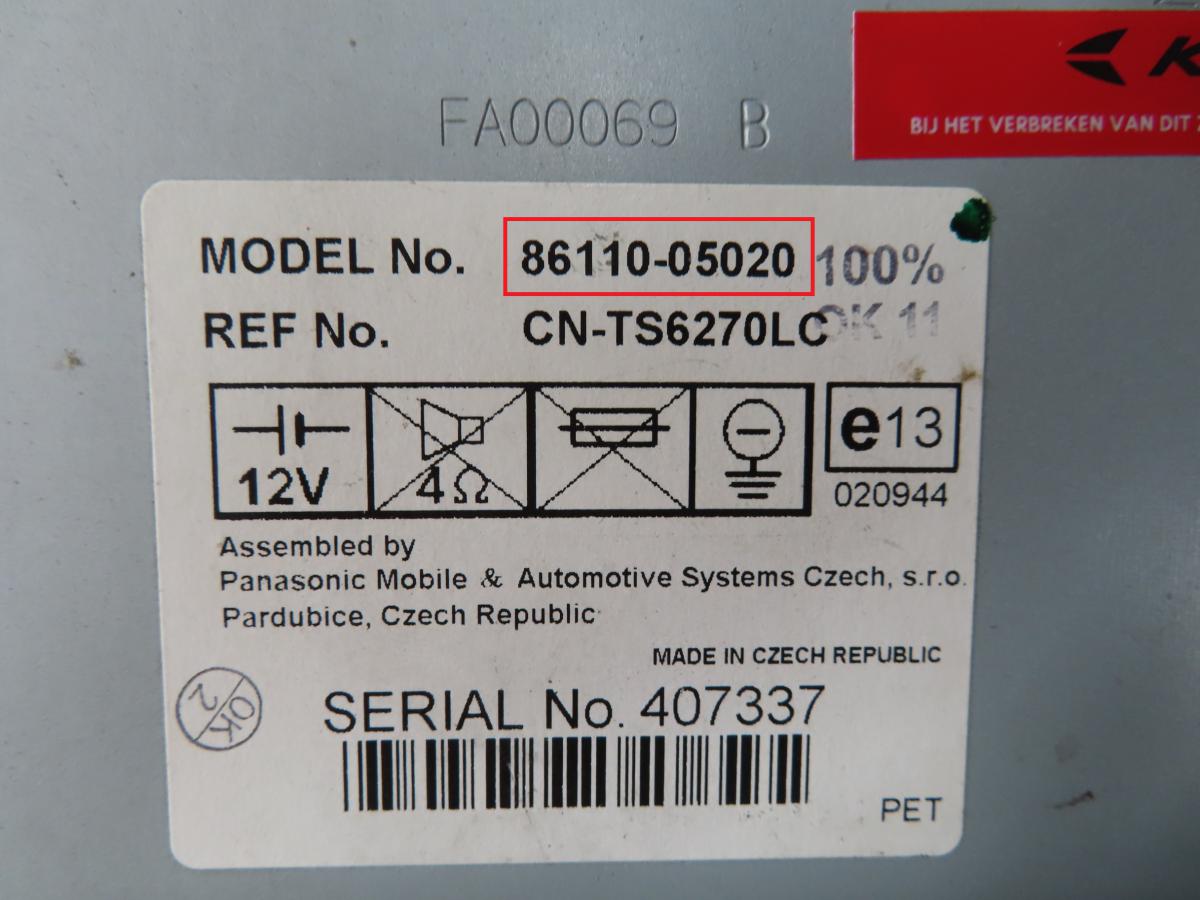 FA00069 B
BIJ HET VERBREKEN VAN DIT
MODEL No. 86110-05020 100%
REF No. CN-TS6270LC OK 11
12V 4Ω e13
020944
Assembled by
Panasonic Mobile & Automotive Systems Czech, s.r.o.
Pardubice, Czech Republic
MADE IN CZECH REPUBLIC
OK 2
SERIAL No. 407337
PET